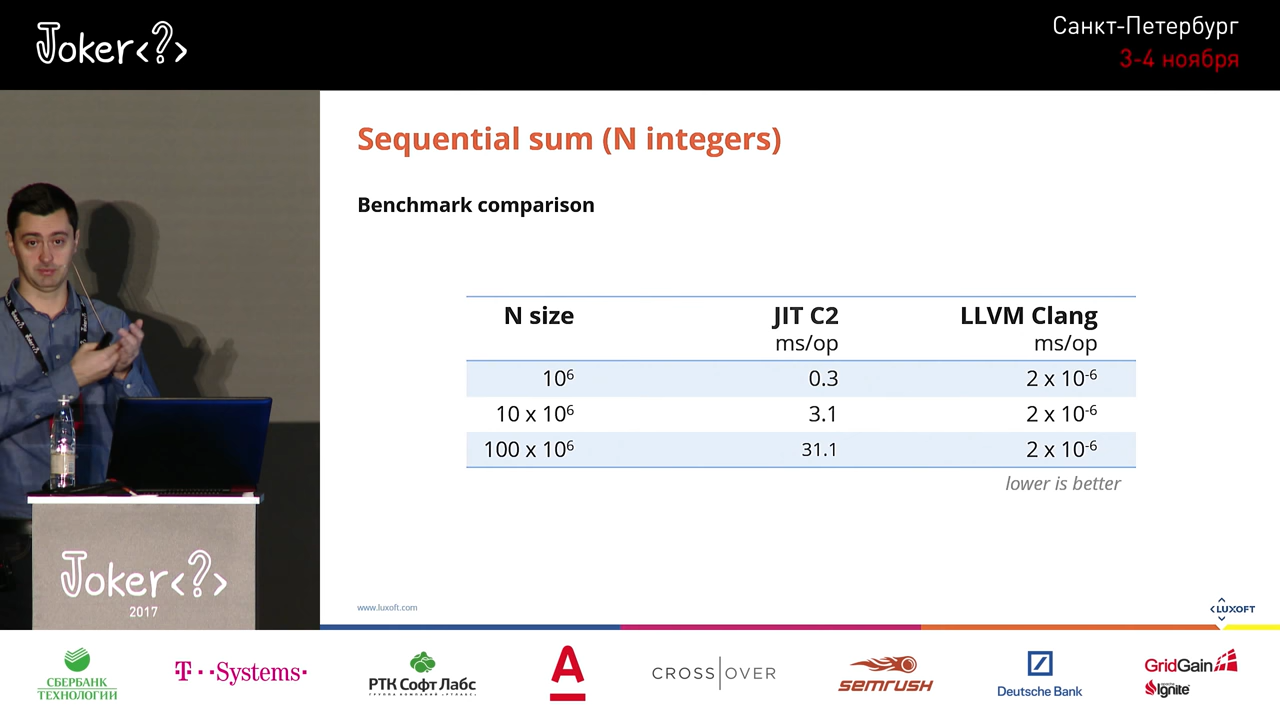 Joker<?>
Санкт-Петербург
3-4 ноября
Sequential sum (N integers)
Benchmark comparison
N size JIT C2 LLVM Clang
ms/op ms/op
10⁶ 0.3 2 x 10⁻⁶
10 x 10⁶ 3.1 2 x 10⁻⁶
100 x 10⁶ 31.1 2 x 10⁻⁶
lower is better
www.luxoft.com
LUXOFT
Joker<?>
2017
СБЕРБАНК
ТЕХНОЛОГИИ
T··Systems·
РТК Софт Лабс
CROSS|OVER
semrush
Deutsche Bank
GridGain
Ignite